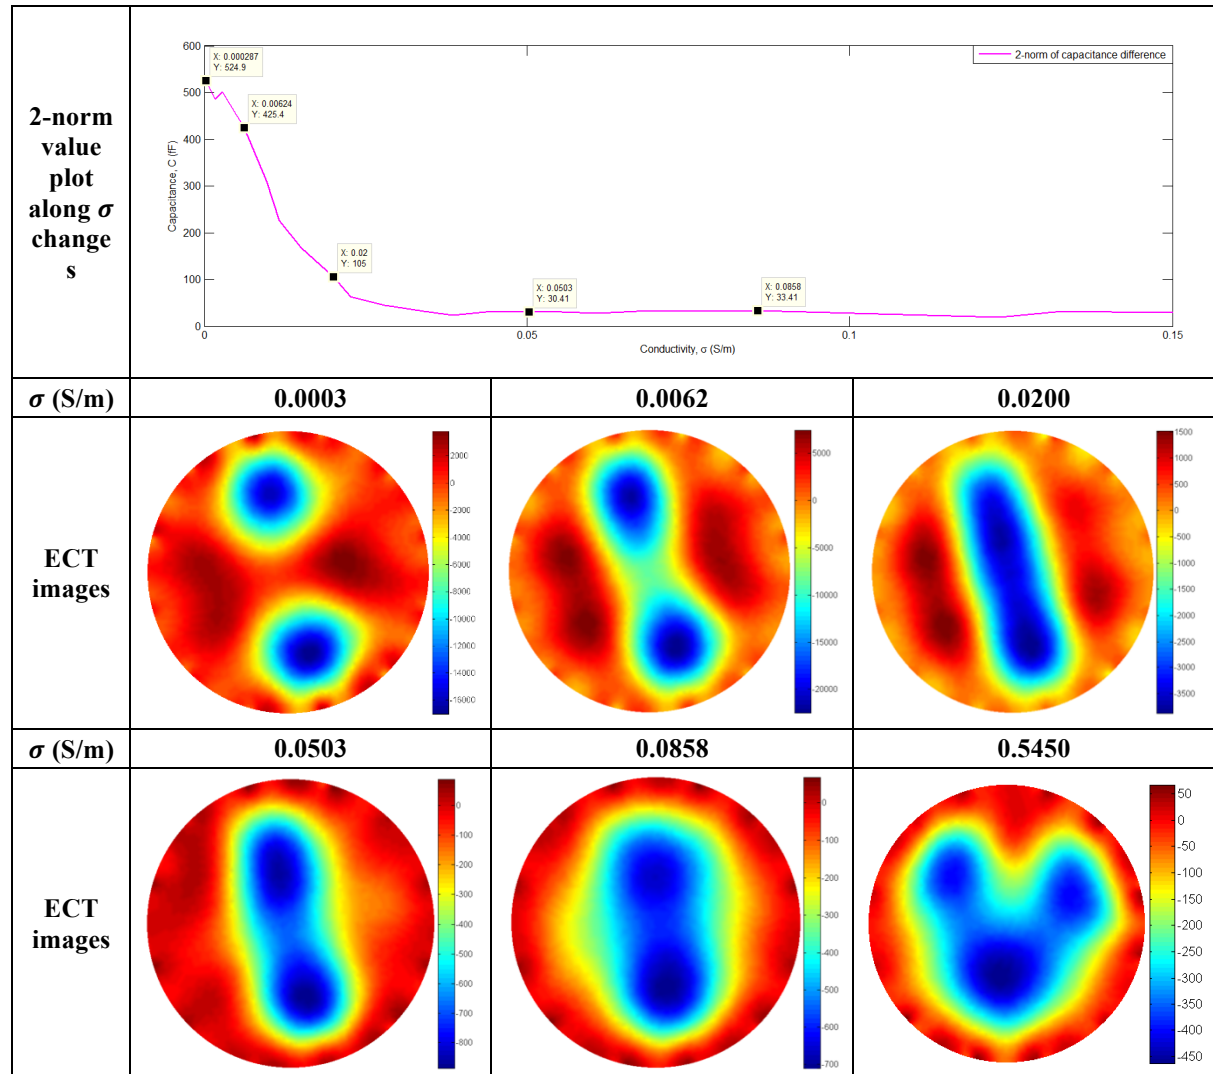 2-norm
value
plot
along σ
change
s
600
500
400
300
200
100
0
Capacitance, C (fF)
X: 0.000287
Y: 524.9
X: 0.00624
Y: 425.4
X: 0.02
Y: 105
X: 0.0503
Y: 30.41
X: 0.0858
Y: 33.41
2-norm of capacitance difference
0 0.05 0.1 0.15
Conductivity, σ (S/m)
σ (S/m) 0.0003 0.0062 0.0200
ECT
images
2000
0
-2000
-4000
-6000
-8000
-10000
-12000
-14000
-16000
5000
0
-5000
-10000
-15000
-20000
1500
1000
500
0
-500
-1000
-1500
-2000
-2500
-3000
-3500
σ (S/m) 0.0503 0.0858 0.5450
ECT
images
0
-100
-200
-300
-400
-500
-600
-700
-800
0
-100
-200
-300
-400
-500
-600
-700
50
0
-50
-100
-150
-200
-250
-300
-350
-400
-450